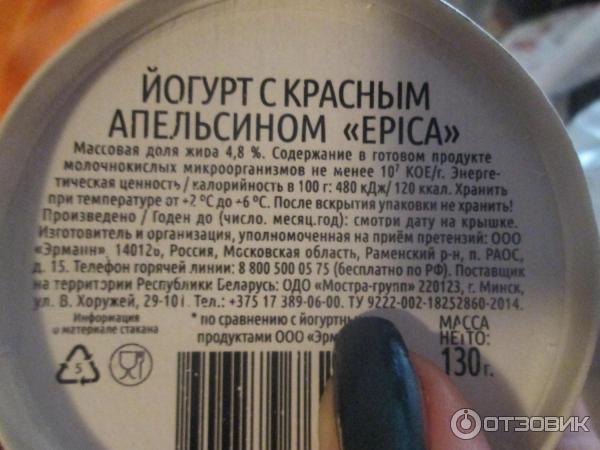 ЙОГУРТ С КРАСНЫМ
АПЕЛЬСИНОМ «EPICA»
Массовая доля жира 4,8 %. Содержание в готовом продукте
молочнокислых микроорганизмов не менее 10⁷ КОЕ/г. Энерге-
тическая ценность / калорийность в 100 г: 480 кДж/ 120 ккал. Хранить
при температуре от +2 °С до +6 °С. После вскрытия упаковки не хранить!
Произведено / Годен до (число. месяц.год): смотри дату на крышке.
Изготовитель и организация, уполномоченная на приём претензий: ООО
«Эрманн», 140126, Россия, Московская область, Раменский р-н, п. РАОС,
д. 15. Телефон горячей линии: 8 800 500 05 75 (бесплатно по РФ). Поставщик
на территории Республики Беларусь: ОДО «Мостра-групп» 220123, г. Минск,
ул. В. Хоружей, 29-101. Тел.: +375 17 389-06-00. ТУ 9222-002-18252860-2014.
Информация
о материале стакана
* по сравнению с йогуртны
продуктами ООО «Эрма
МАССА
НЕТТО:
130 г.
5
ОТЗОВИК